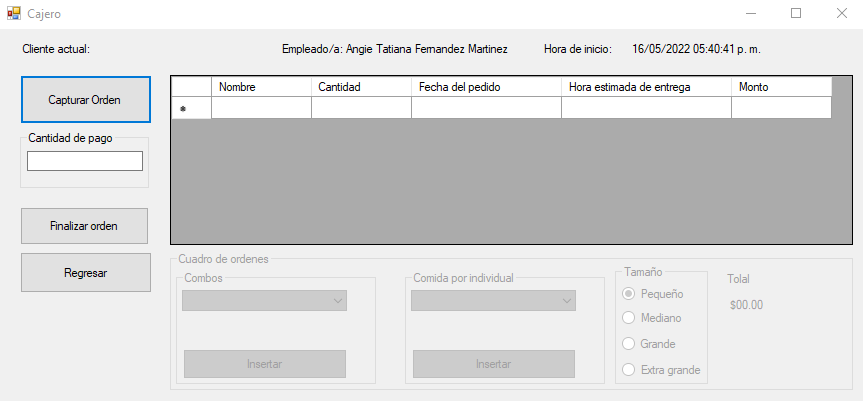 Cajero
Cliente actual: Empleado/a: Angie Tatiana Fernandez Martinez Hora de inicio: 16/05/2022 05:40:41 p. m.
Capturar Orden
Cantidad de pago
Finalizar orden
Regresar
Nombre Cantidad Fecha del pedido Hora estimada de entrega Monto
Cuadro de ordenes
Combos
Insertar
Comida por individual
Insertar
Tamaño
Pequeño
Mediano
Grande
Extra grande
Tolal
$00.00